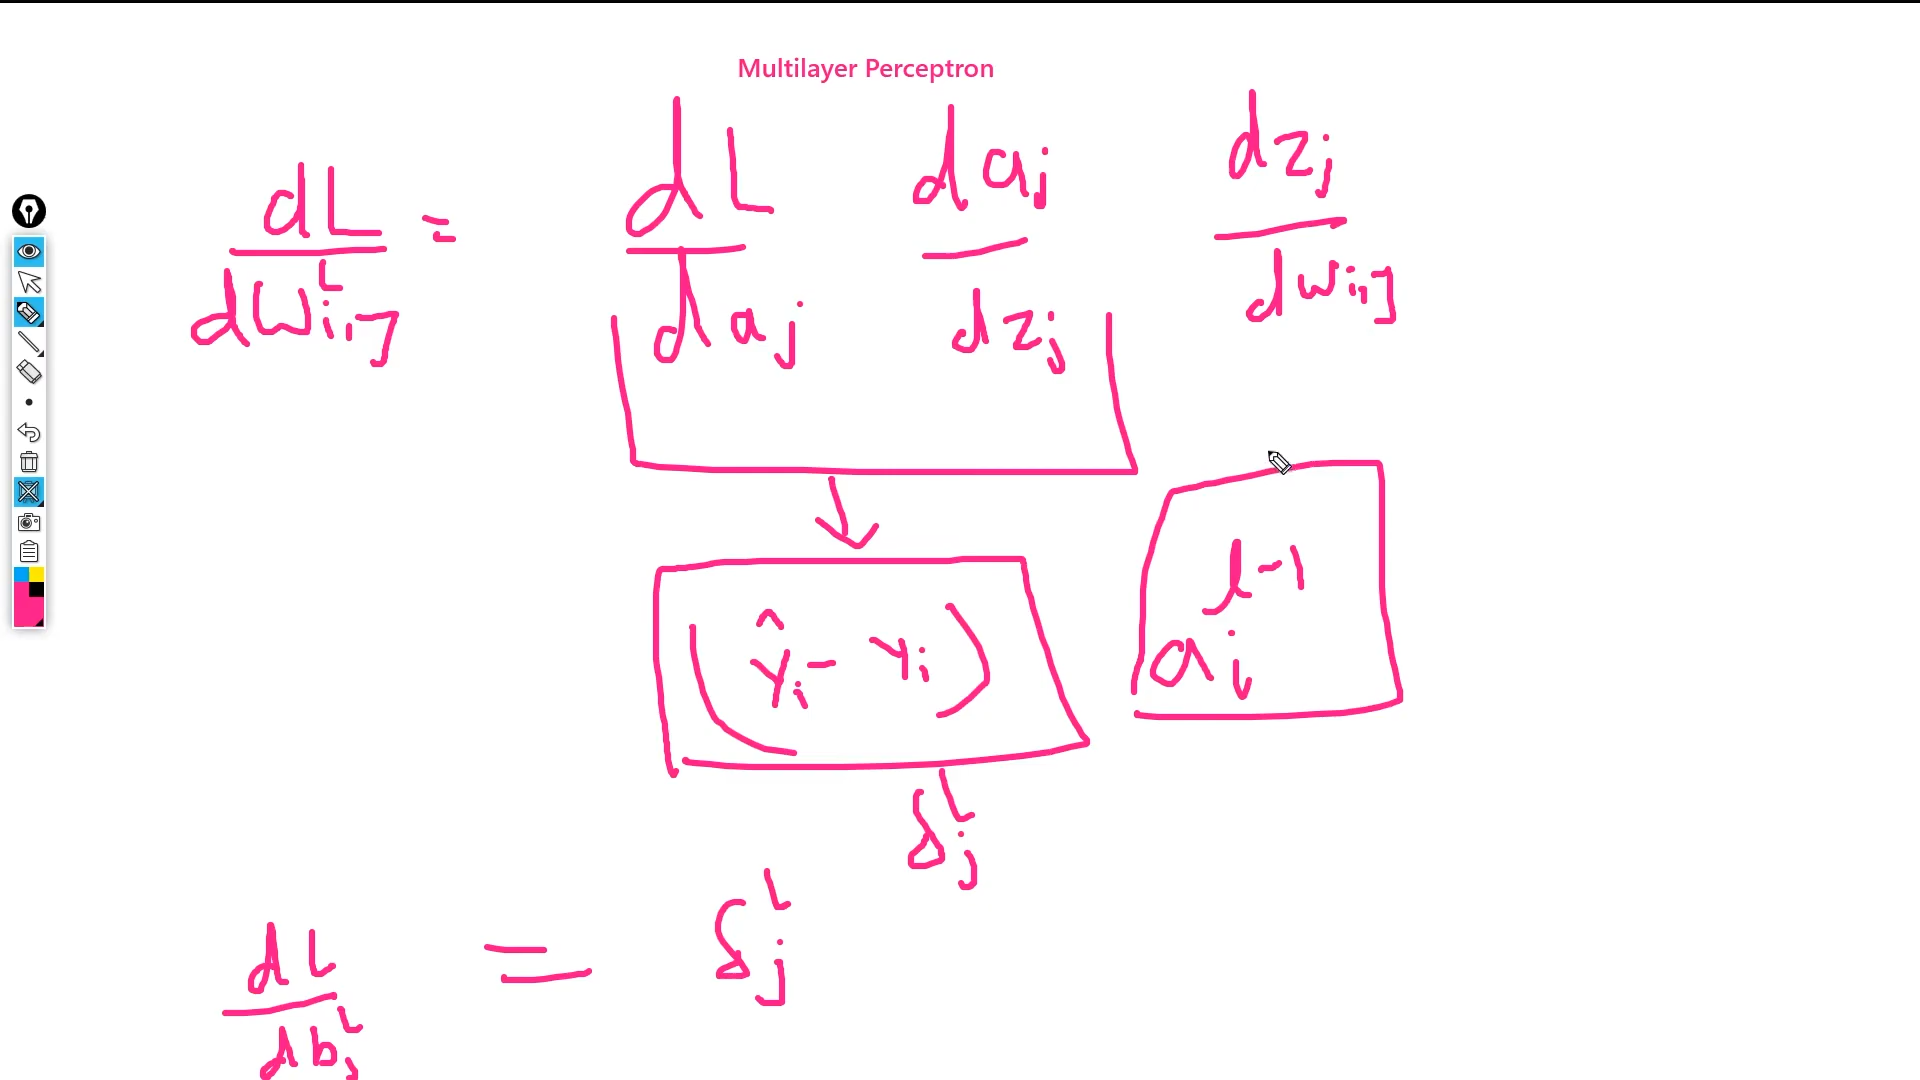 Multilayer Perceptron
dL/dW^L_{i,j} = dL/da_j da_j/dz_j dz_j/dw_{i,j}
(ŷ_i - y_i) a_i^{l-1}
δ^L_j
dL/db^L_j = δ^L_j